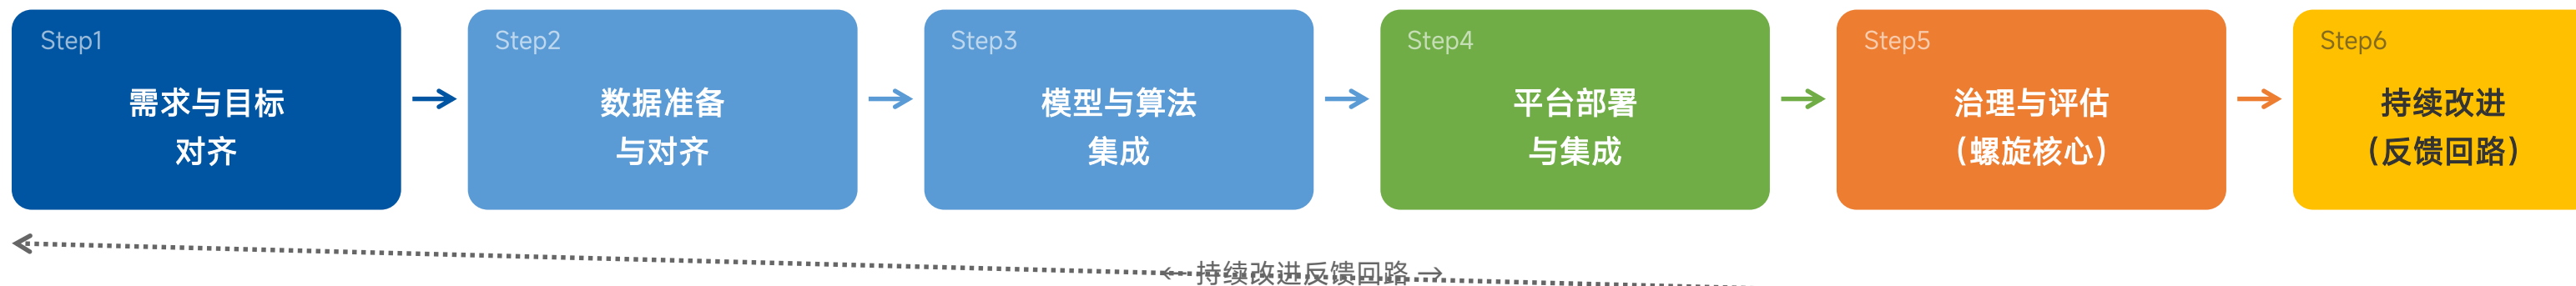 Step1
需求与目标
对齐
Step2
数据准备
与对齐
Step3
模型与算法
集成
Step4
平台部署
与集成
Step5
治理与评估
（螺旋核心）
Step6
持续改进
（反馈回路）
← 持续改进反馈回路 →